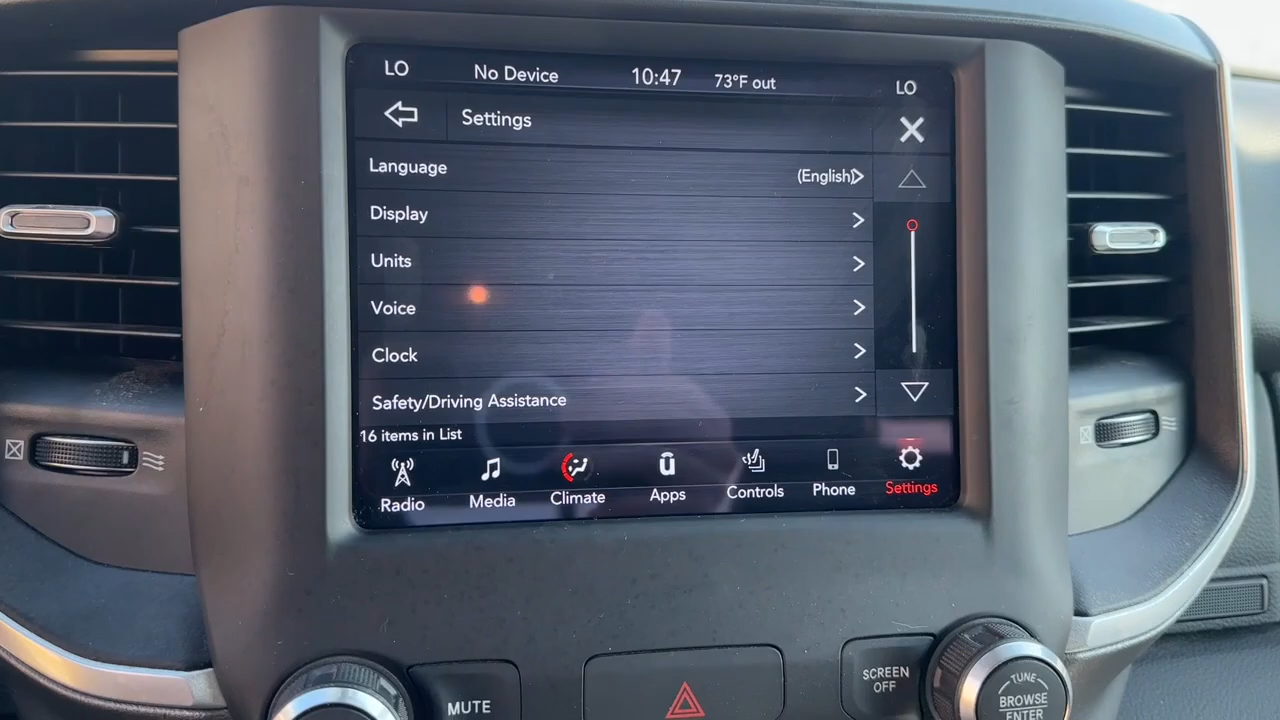 LO No Device 10:47 73°F out LO
Settings
Language (English)
Display
Units
Voice
Clock
Safety/Driving Assistance
16 items in List
Radio Media Climate Apps Controls Phone Settings
MUTE
SCREEN
OFF
TUNE
BROWSE
ENTER